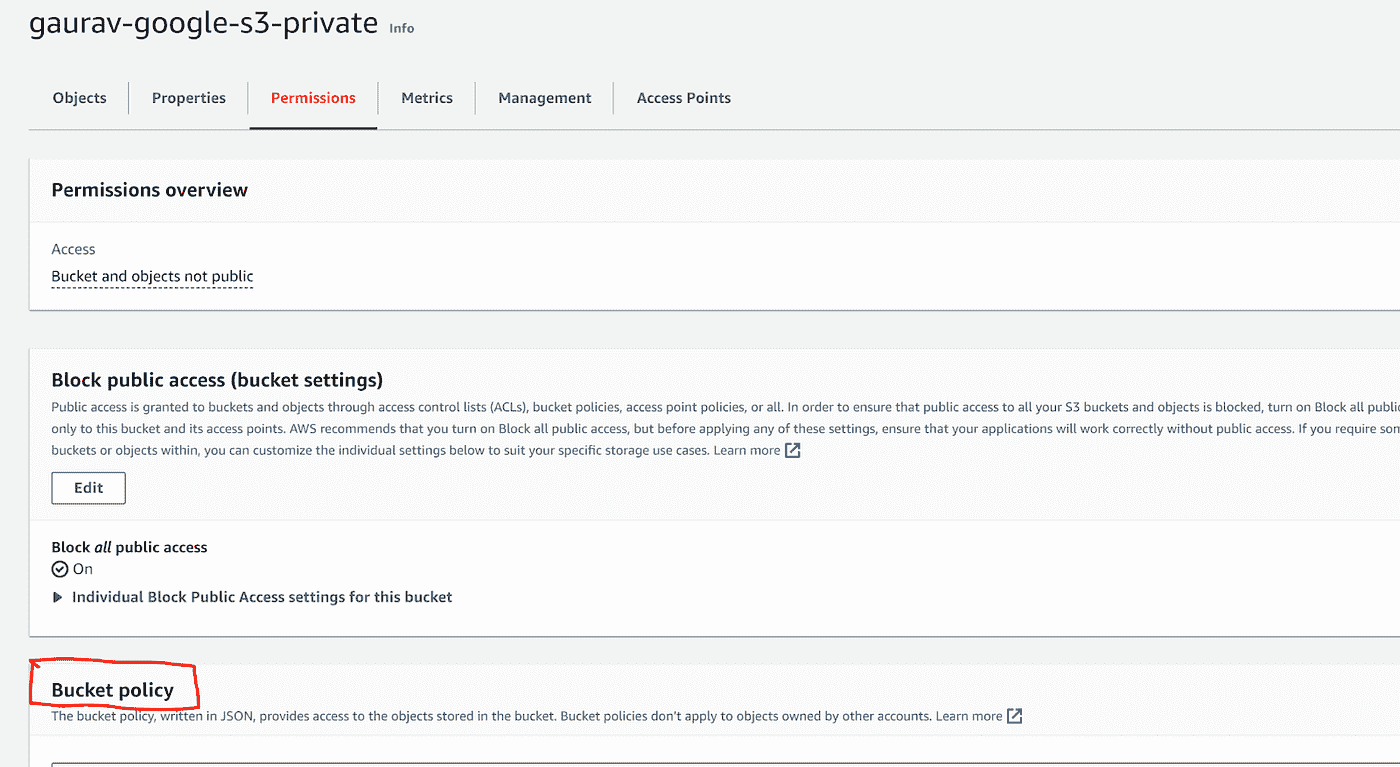 gaurav-google-s3-private Info
Objects Properties Permissions Metrics Management Access Points
Permissions overview
Access
Bucket and objects not public
Block public access (bucket settings)
Public access is granted to buckets and objects through access control lists (ACLs), bucket policies, access point policies, or all. In order to ensure that public access to all your S3 buckets and objects is blocked, turn on Block all
only to this bucket and its access points. AWS recommends that you turn on Block all public access, but before applying any of these settings, ensure that your applications will work correctly without public access. If you require
buckets or objects within, you can customize the individual settings below to suit your specific storage use cases. Learn more
Edit
Block all public access
On
Individual Block Public Access settings for this bucket
Bucket policy
The bucket policy, written in JSON, provides access to the objects stored in the bucket. Bucket policies don't apply to objects owned by other accounts. Learn more